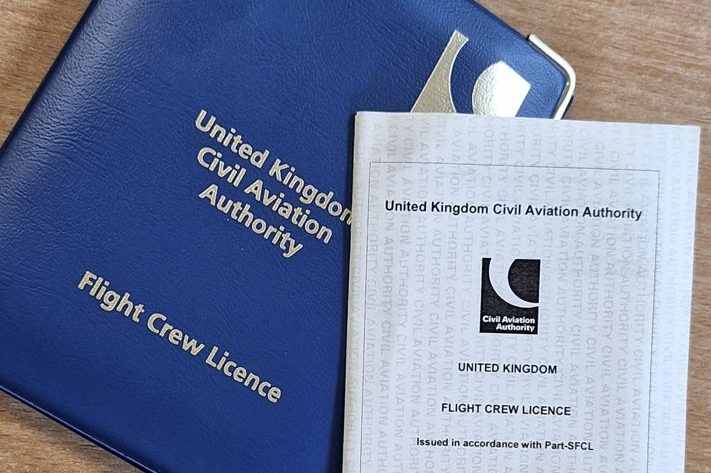 United Kingdom
Civil Aviation
Authority
Flight Crew Licence
United Kingdom Civil Aviation Authority
Civil Aviation
Authority
UNITED KINGDOM
FLIGHT CREW LICENCE
Issued in accordance with Part-SFCL